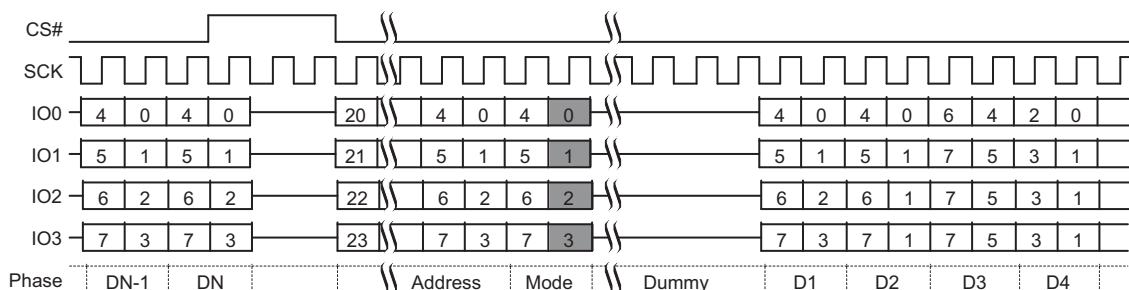 CS#
SCK
IO0 4 0 4 0 20 4 0 4 0 4 0 4 0 6 4 2 0
IO1 5 1 5 1 21 5 1 5 1 5 1 5 1 7 5 3 1
IO2 6 2 6 2 22 6 2 6 2 6 2 6 1 7 5 3 1
IO3 7 3 7 3 23 7 3 7 3 7 3 7 1 7 5 3 1
Phase DN-1 DN Address Mode Dummy D1 D2 D3 D4